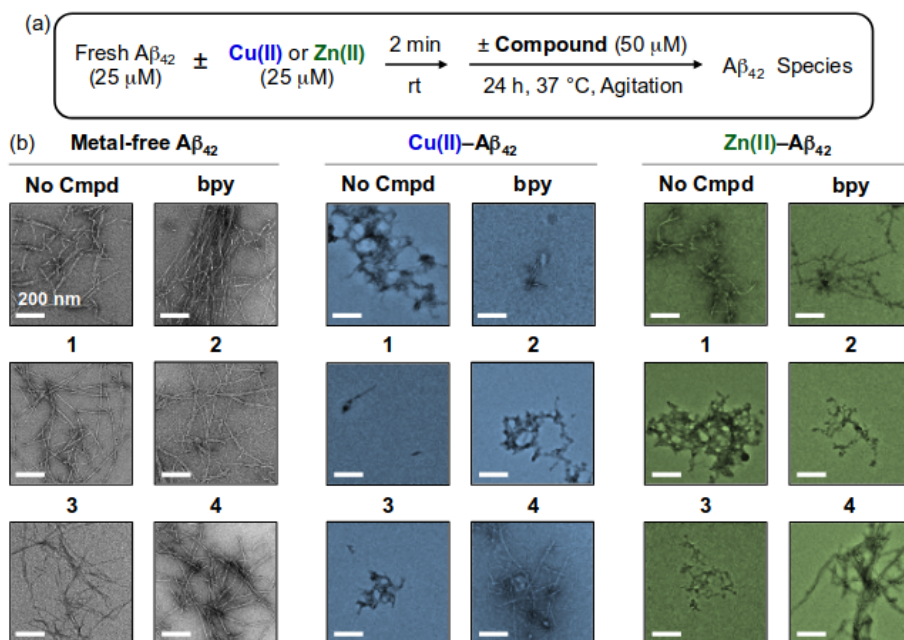 (a)
Fresh Aβ₄₂ ± Cu(II) or Zn(II) 2 min ± Compound (50 μM) Aβ₄₂ Species
(25 μM) (25 μM) rt 24 h, 37 °C, Agitation
(b) Metal-free Aβ₄₂ Cu(II)–Aβ₄₂ Zn(II)–Aβ₄₂
No Cmpd bpy No Cmpd bpy No Cmpd bpy
200 nm
1 2 1 2 1 2
3 4 3 4 3 4